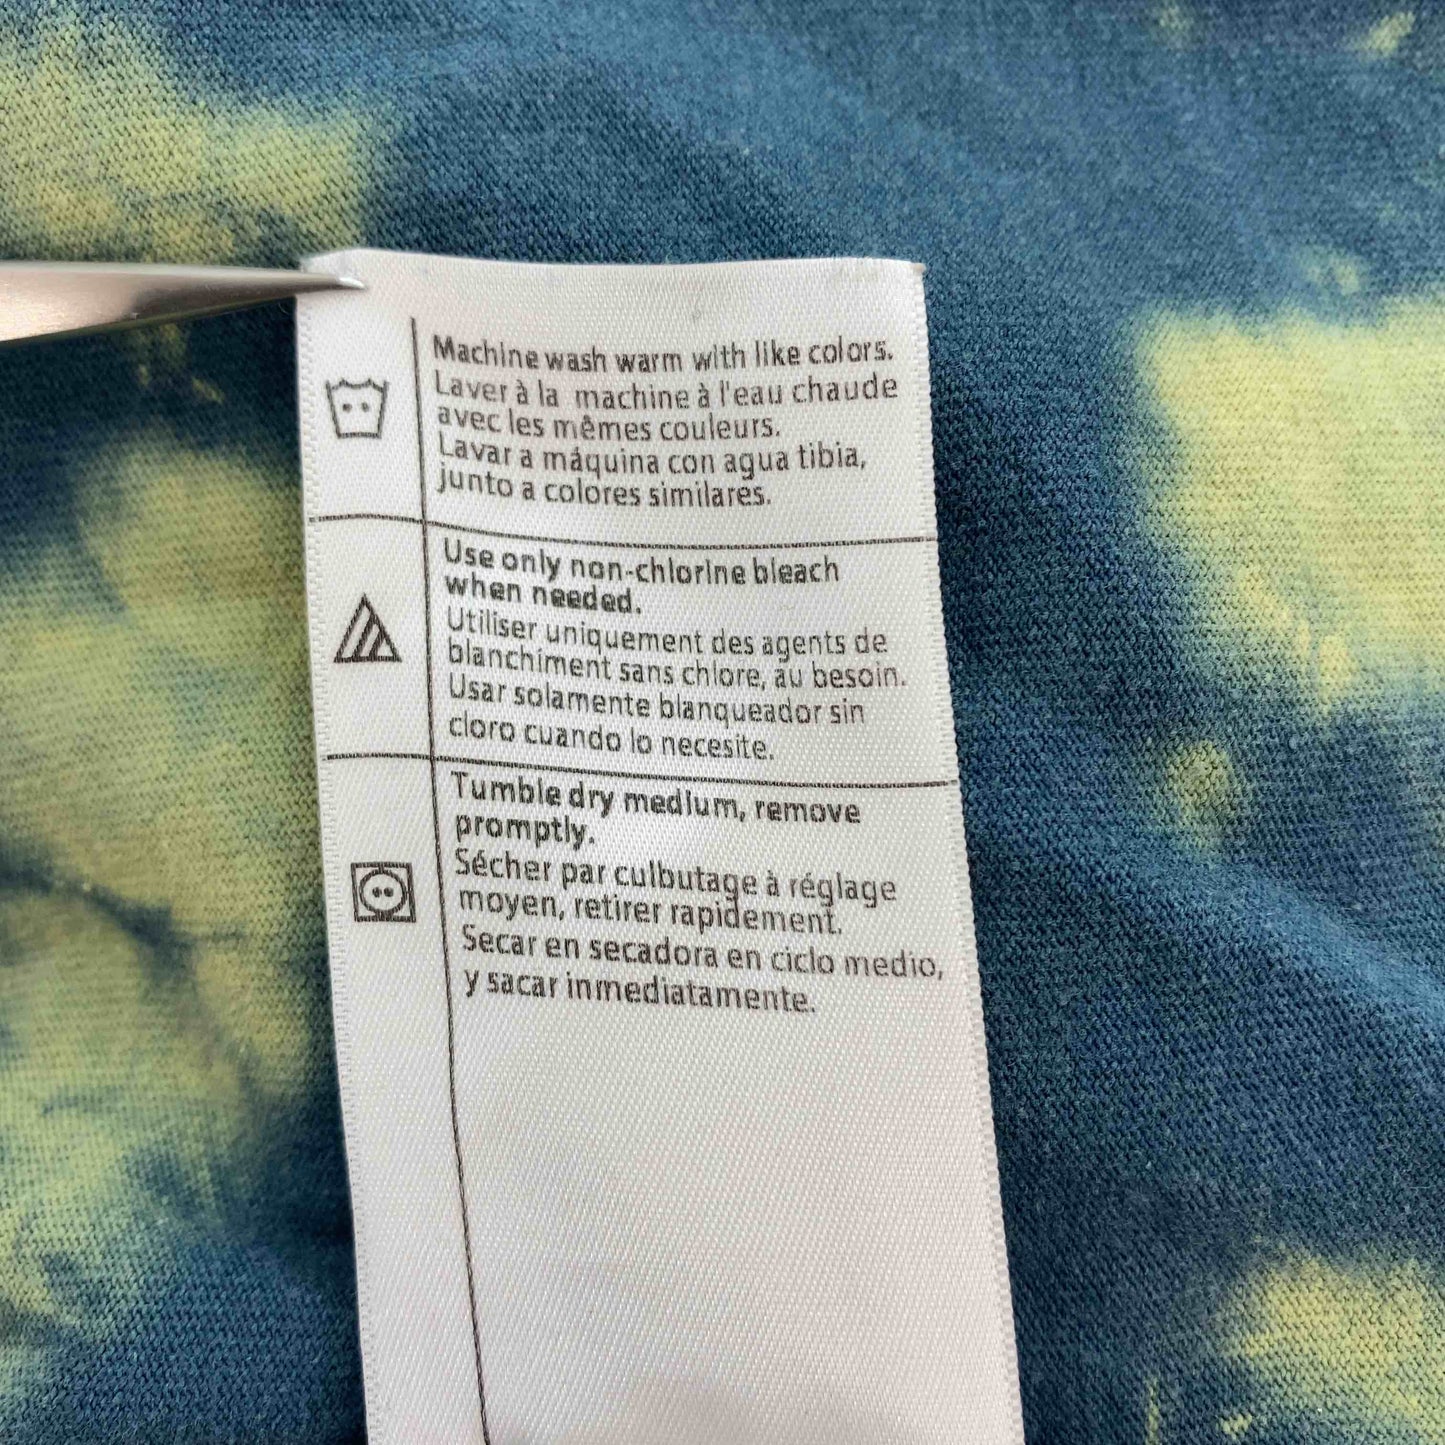 Machine wash warm with like colors.
Laver à la machine à l'eau chaude
avec les mêmes couleurs.
Lavar a máquina con agua tibia,
junto a colores similares.
Use only non-chlorine bleach
when needed.
Utiliser uniquement des agents de
blanchiment sans chlore, au besoin.
Usar solamente blanqueador sin
cloro cuando lo necesite.
Tumble dry medium, remove
promptly.
Sécher par culbutage à réglage
moyen, retirer rapidement.
Secar en secadora en ciclo medio,
y sacar inmediatamente.